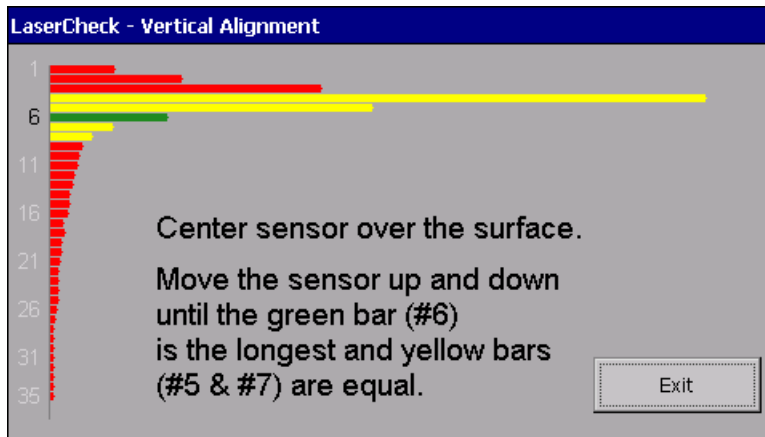 LaserCheck - Vertical Alignment
1
6
11
16
21
26
31
35
Center sensor over the surface.
Move the sensor up and down
until the green bar (#6)
is the longest and yellow bars
(#5 & #7) are equal.
Exit